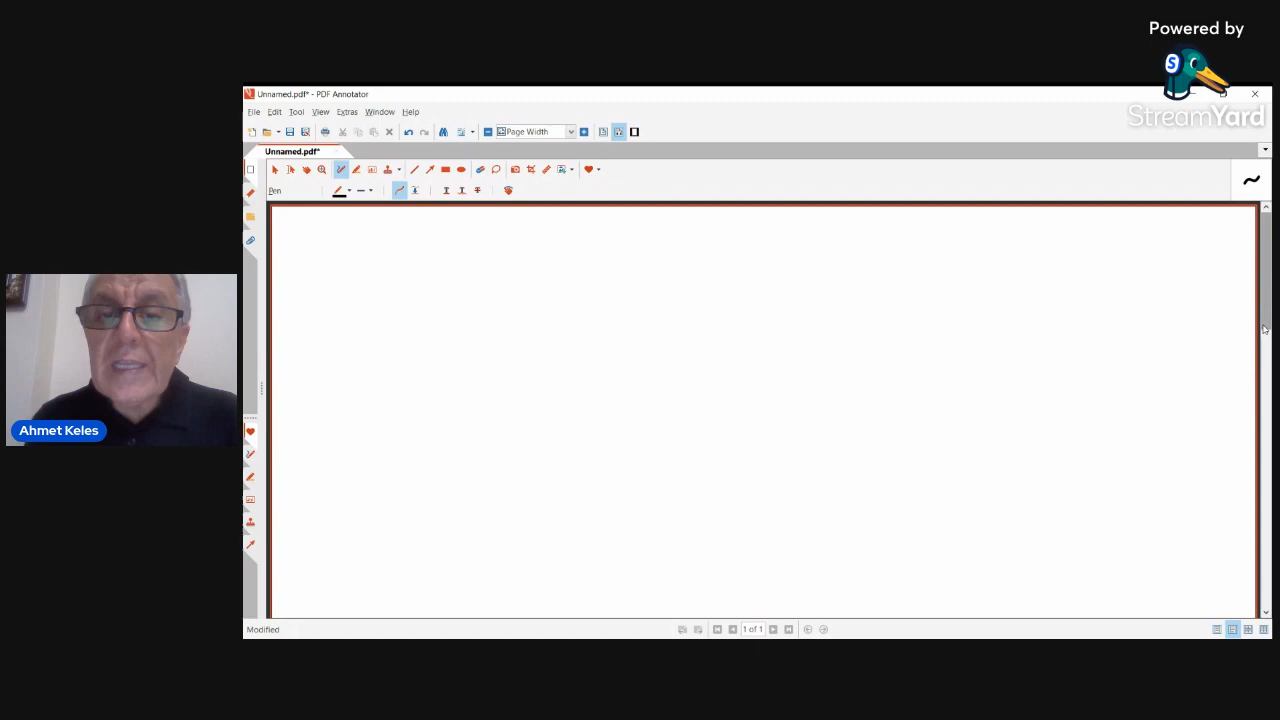 Powered by
StreamYard
Unnamed.pdf* - PDF Annotator
File Edit Tool View Extras Window Help
Page Width
Unnamed.pdf*
Pen
Ahmet Keles
Modified
1 of 1